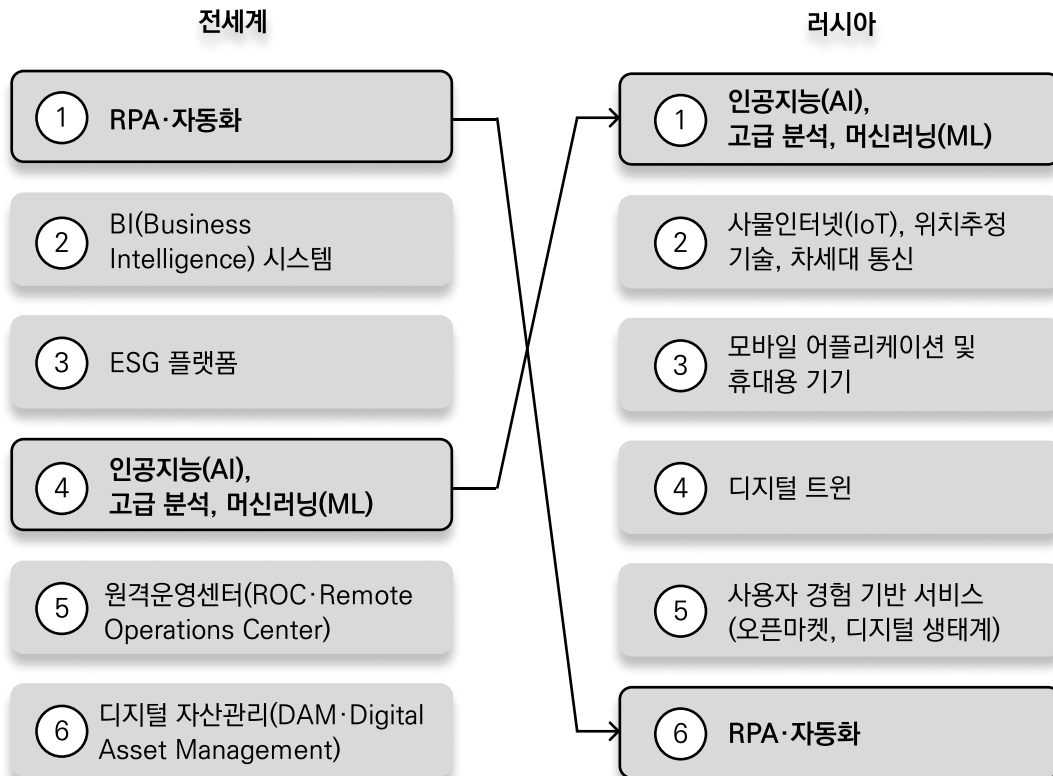 전세계
1
RPA·자동화
2
BI(Business
Intelligence) 시스템
3
ESG 플랫폼
4
인공지능(AI),
고급 분석, 머신러닝(ML)
5
원격운영센터(ROC·Remote
Operations Center)
6
디지털 자산관리(DAM·Digital
Asset Management)
러시아
1
인공지능(AI),
고급 분석, 머신러닝(ML)
2
사물인터넷(IoT), 위치추정
기술, 차세대 통신
3
모바일 어플리케이션 및
휴대용 기기
4
디지털 트윈
5
사용자 경험 기반 서비스
(오픈마켓, 디지털 생태계)
6
RPA·자동화